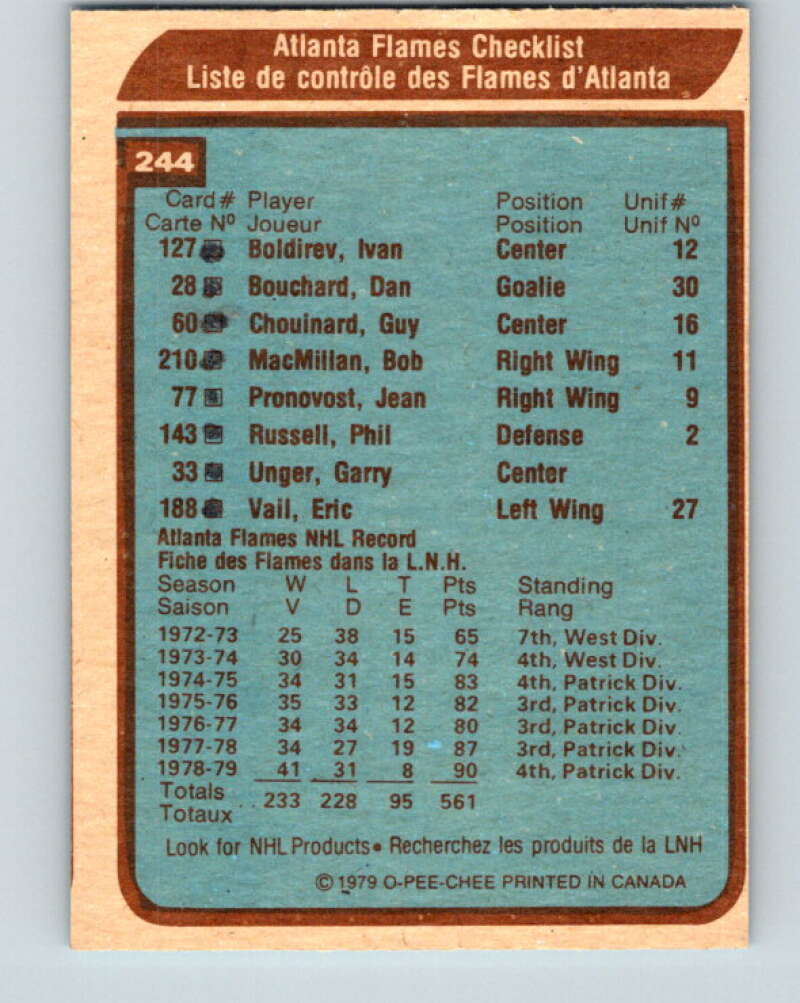 Atlanta Flames Checklist
Liste de contrôle des Flames d'Atlanta
244
Card # Player Position Unif #
Carte Nº Joueur Position Unif Nº
127 Boldirev, Ivan Center 12
28 Bouchard, Dan Goalie 30
60 Chouinard, Guy Center 16
210 MacMillan, Bob Right Wing 11
77 Pronovost, Jean Right Wing 9
143 Russell, Phil Defense 2
33 Unger, Garry Center
188 Vail, Eric Left Wing 27
Atlanta Flames NHL Record
Fiche des Flames dans la L.N.H.
Season W L T Pts Standing
Saison V D E Pts Rang
1972-73 25 38 15 65 7th, West Div.
1973-74 30 34 14 74 4th, West Div.
1974-75 34 31 15 83 4th, Patrick Div.
1975-76 35 33 12 82 3rd, Patrick Div.
1976-77 34 34 12 80 3rd, Patrick Div.
1977-78 34 27 19 87 3rd, Patrick Div.
1978-79 41 31 8 90 4th, Patrick Div.
Totals
Totaux .. 233 228 95 561
Look for NHL Products • Recherchez les produits de la LNH
© 1979 O-PEE-CHEE PRINTED IN CANADA